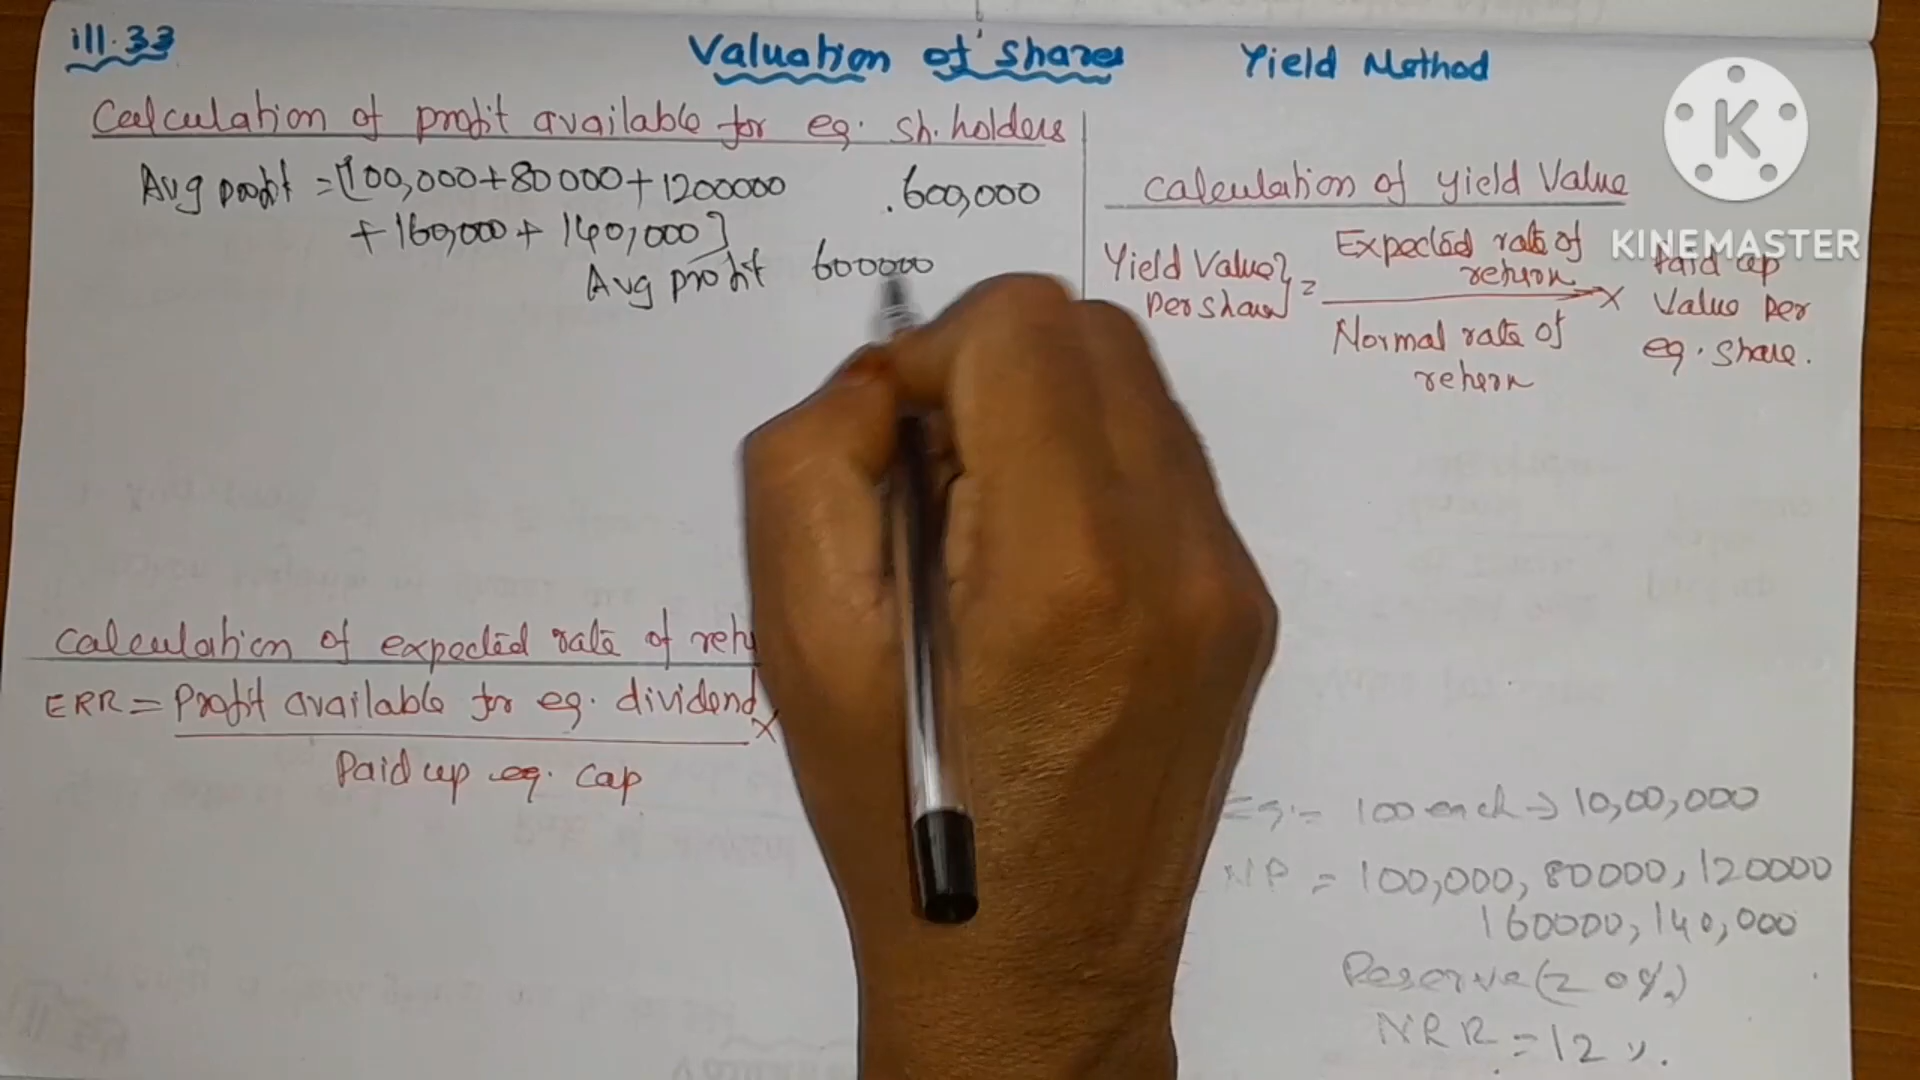 ill.33
Valuation of shares Yield Method
Calculation of profit available for eq. sh. holders
Avg profit = [100,000+80000+1200000 .600,000
+160,000+140,000]
Avg profit 600000
Calculation of yield Value
Yield Value} = Expected rate of return × Paid up
Per share Normal rate of return Value per
eq. share.
KINEMASTER
Calculation of expected rate of
ERR = Profit available for eq. dividend ×
Paid up eq. cap
Eq. = 100 each → 10,00,000
NP = 100,000, 80000, 120000
160000, 140,000
Reserve (20%)
NRR = 12%.